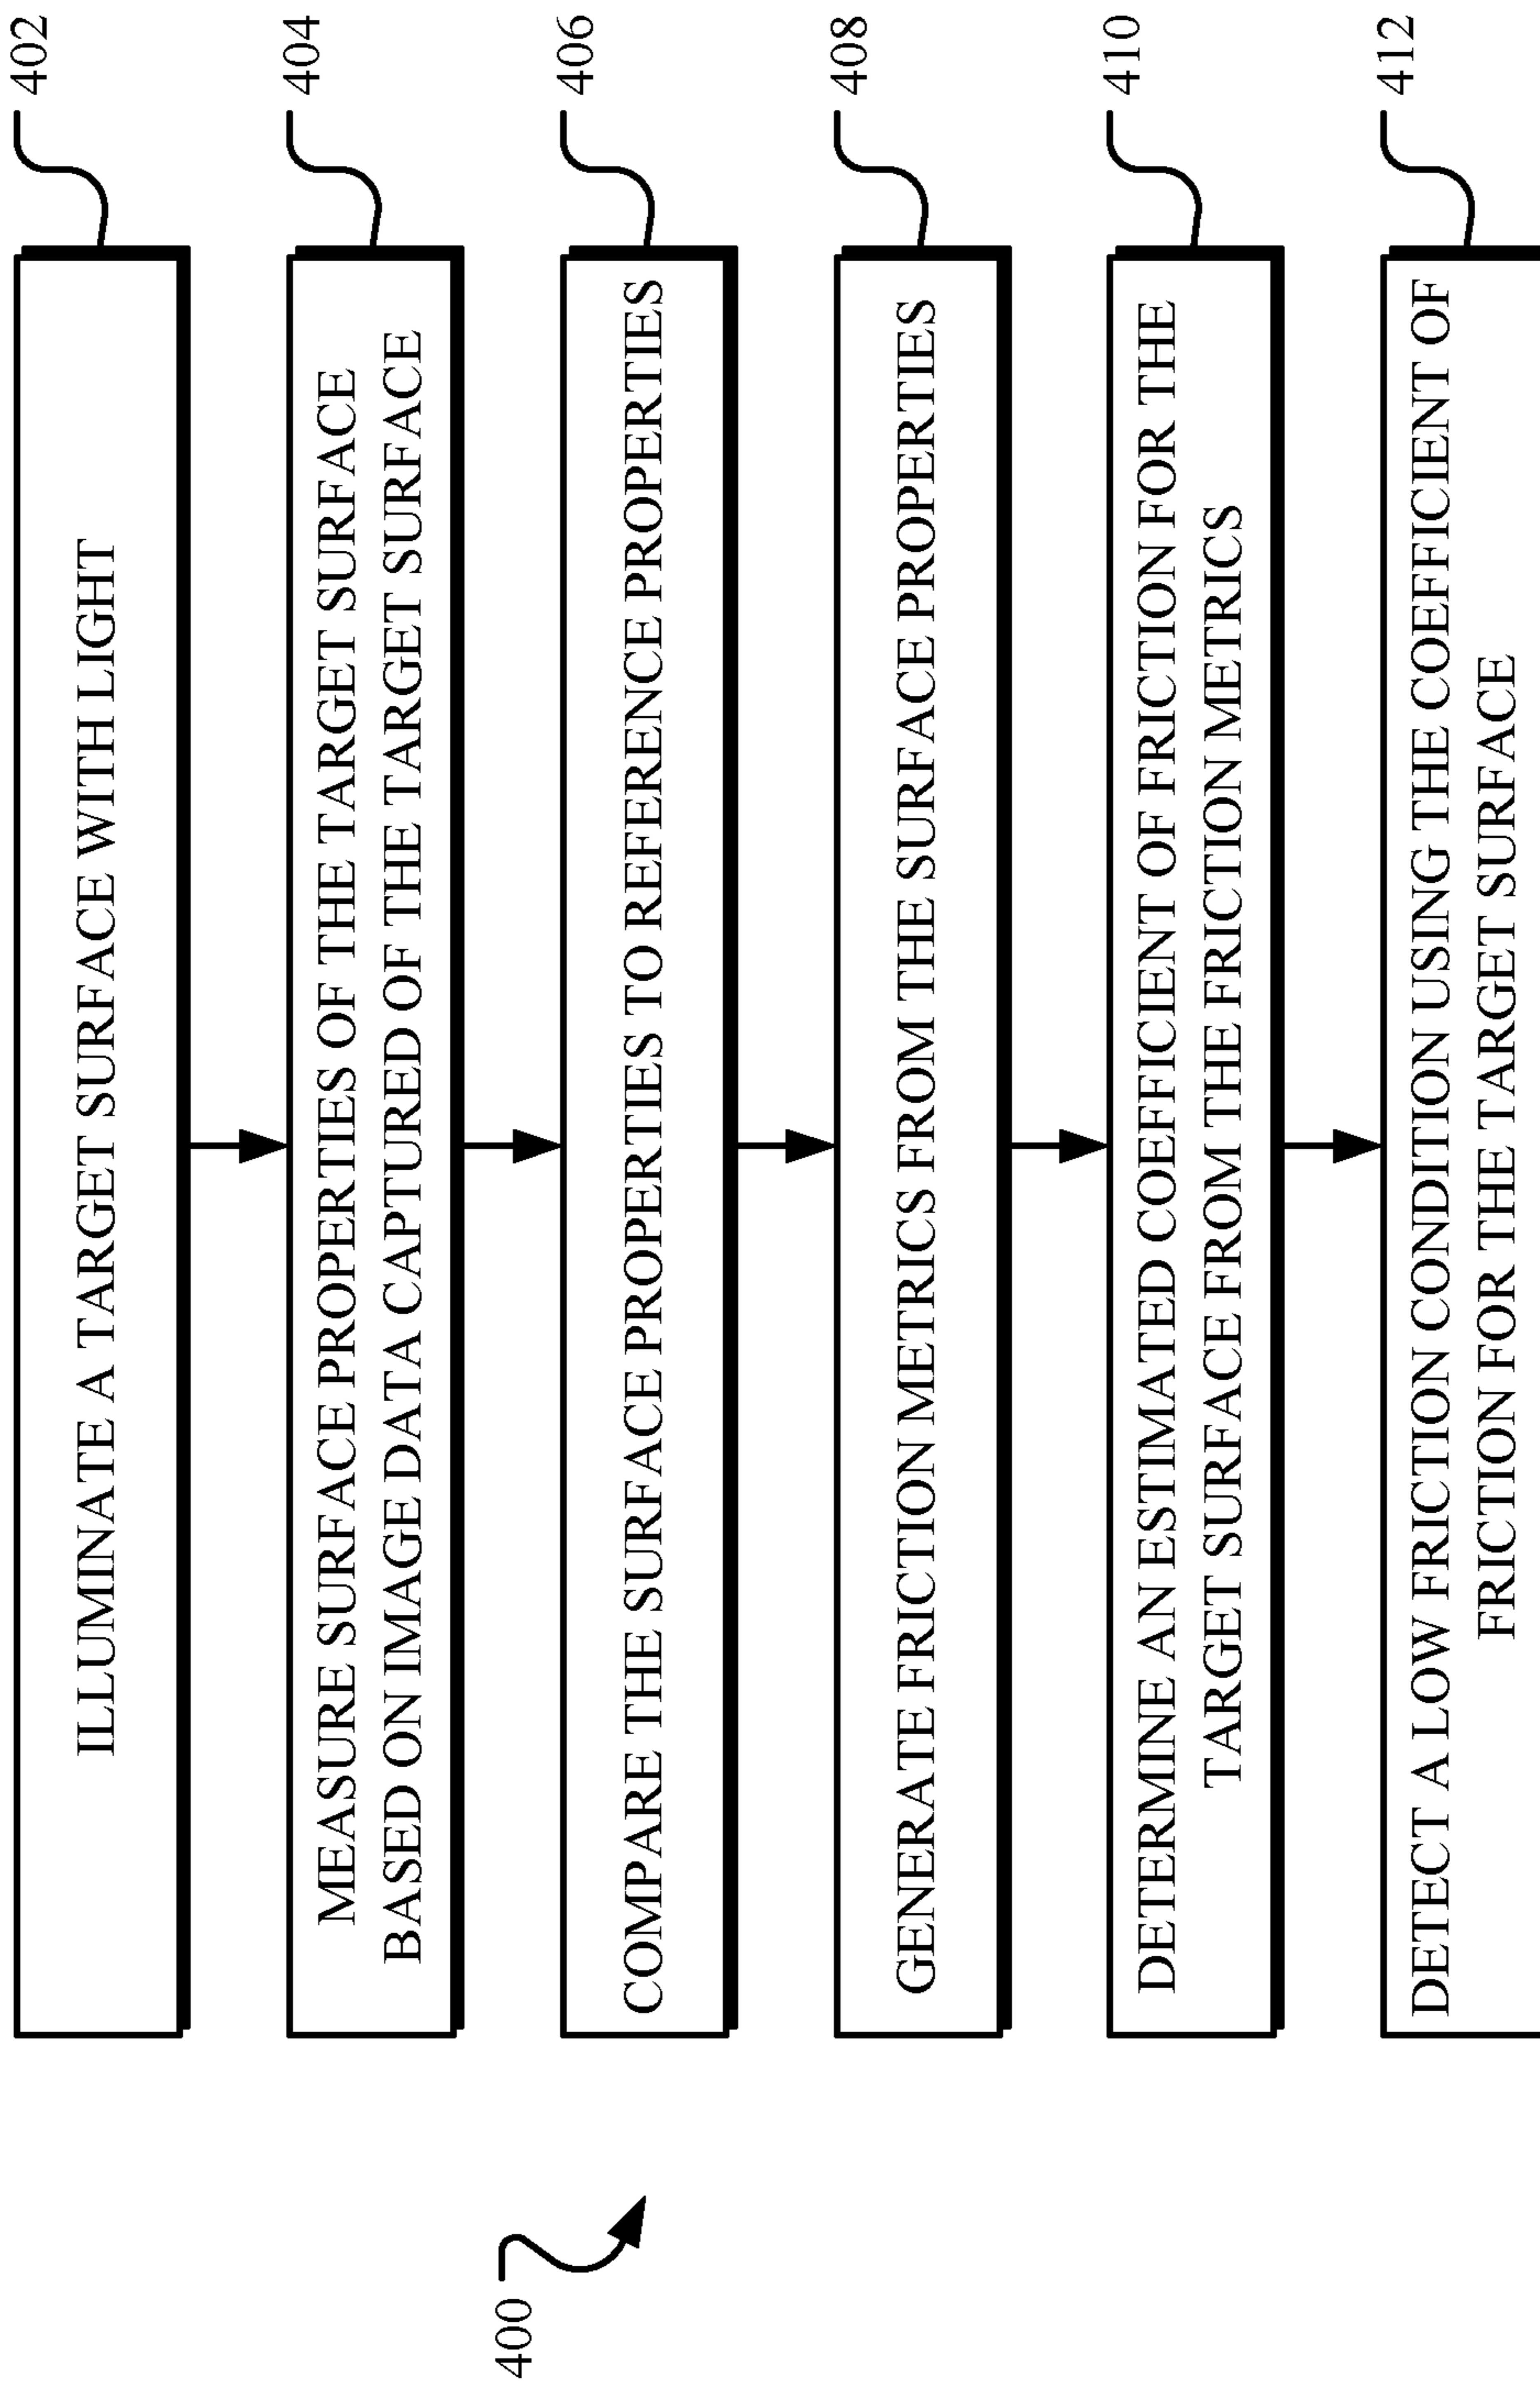 400
ILLUMINATE A TARGET SURFACE WITH LIGHT
402
MEASURE SURFACE PROPERTIES OF THE TARGET SURFACE
BASED ON IMAGE DATA CAPTURED OF THE TARGET SURFACE
404
COMPARE THE SURFACE PROPERTIES TO REFERENCE PROPERTIES
406
GENERATE FRICTION METRICS FROM THE SURFACE PROPERTIES
408
DETERMINE AN ESTIMATED COEFFICIENT OF FRICTION FOR THE
TARGET SURFACE FROM THE FRICTION METRICS
410
DETECT A LOW FRICTION CONDITION USING THE COEFFICIENT OF
FRICTION FOR THE TARGET SURFACE
412